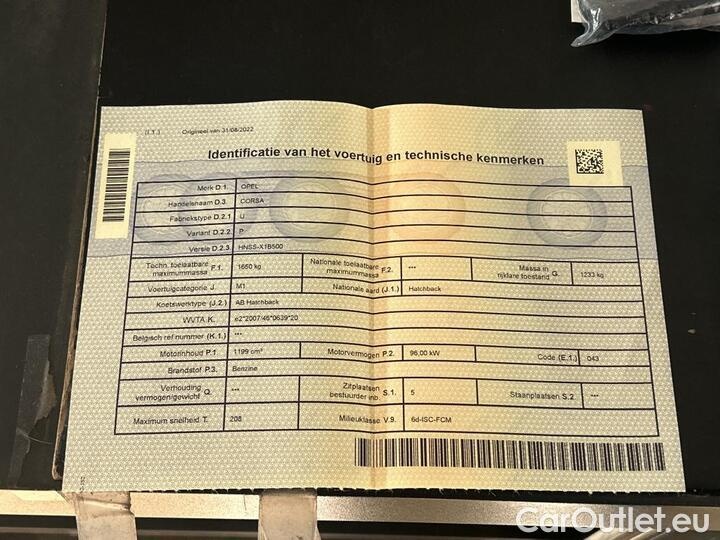 (I.T.) Origineel van 31/08/2022
Identificatie van het voertuig en technische kenmerken
Merk D.1. OPEL
Handelsnaam D.3. CORSA
Fabriekstype D.2.1 U
Variant D.2.2. P
Versie D.2.3. HNSS-X1B500
Techn. toelaatbare maximummassa F.1. 1650 kg Nationale toelaatbare maximummassa F.2. *** Massa in rijklare toestand G. 1233 kg
Voertuigcategorie J. M1 Nationale aard (J.1.) Hatchback
Koetswerktype (J.2.) AB Hatchback
WVTA K. e2*2007/46*0639*20
Belgisch ref nummer (K.1.) ***
Motorinhoud P.1 1199 cm³ Motorvermogen P.2. 96,00 kW Code (E.1.) 043
Brandstof P.3. Benzine
Verhouding vermogen/gewicht Q. *** Zitplaatsen bestuurder inb. S.1. 5 Staanplaatsen S.2. ***
Maximum snelheid T. 208 Milieuklasse V.9. 6d-ISC-FCM
CarOutlet.eu